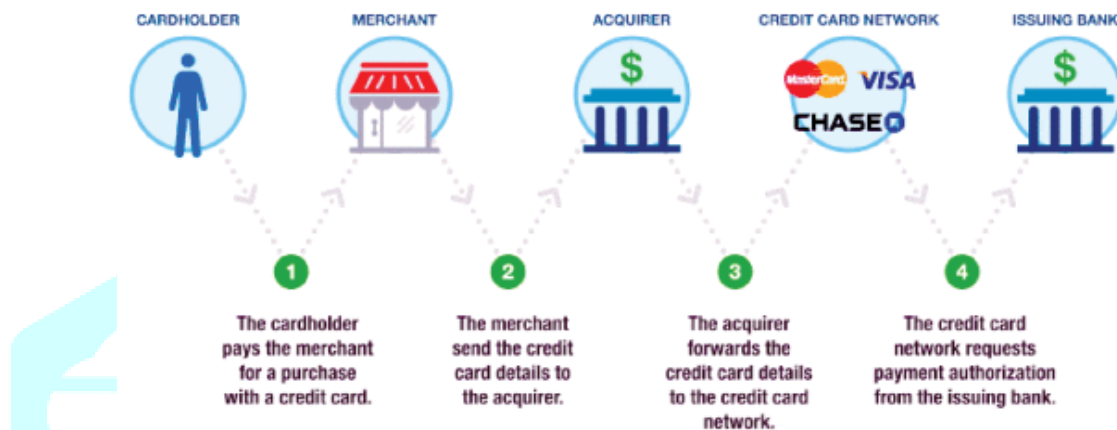 CARDHOLDER
MERCHANT
ACQUIRER
CREDIT CARD NETWORK
ISSUING BANK
$
MasterCard VISA
CHASE
$
1
2
3
4
The cardholder
pays the merchant
for a purchase
with a credit card.
The merchant
send the credit
card details to
the acquirer.
The acquirer
forwards the
credit card details
to the credit card
network.
The credit card
network requests
payment authorization
from the issuing bank.